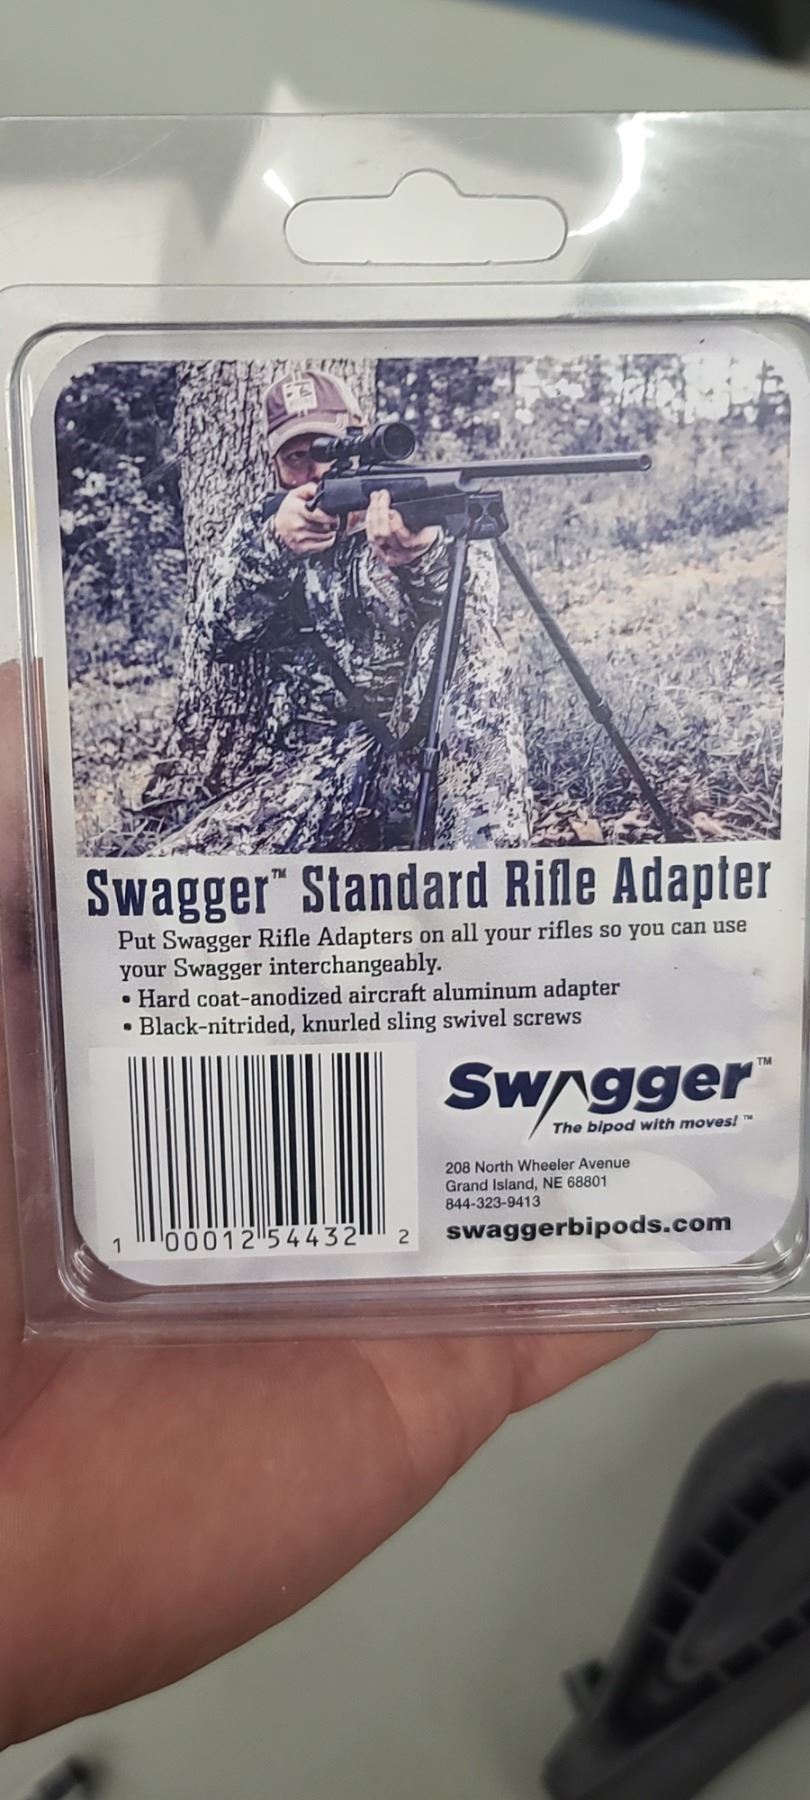 Swagger™ Standard Rifle Adapter
Put Swagger Rifle Adapters on all your rifles so you can use
your Swagger interchangeably.
• Hard coat-anodized aircraft aluminum adapter
• Black-nitrided, knurled sling swivel screws
1 00012 54432 2
Swagger™
The bipod with moves!™
208 North Wheeler Avenue
Grand Island, NE 68801
844-323-9413
swaggerbipods.com